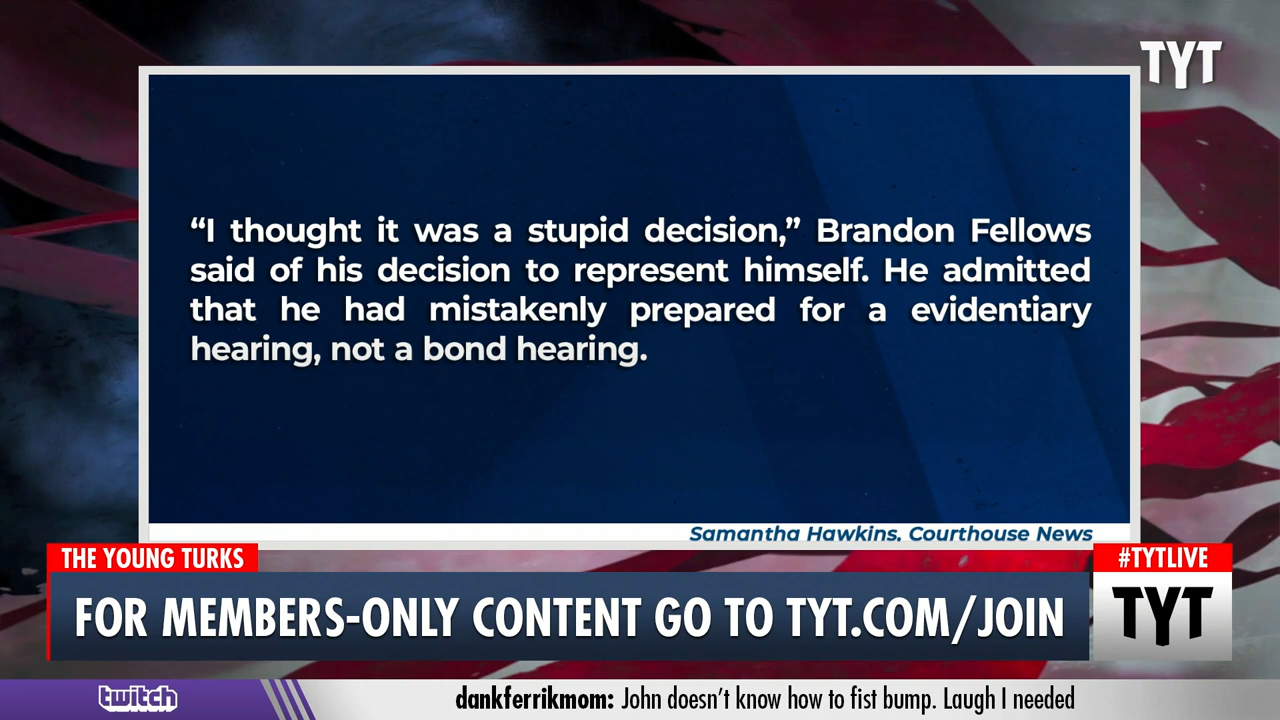 TYT
“I thought it was a stupid decision,” Brandon Fellows
said of his decision to represent himself. He admitted
that he had mistakenly prepared for a evidentiary
hearing, not a bond hearing.
Samantha Hawkins, Courthouse News
THE YOUNG TURKS
#TYTLIVE
FOR MEMBERS-ONLY CONTENT GO TO TYT.COM/JOIN
TYT
twitch
dankferrikmom: John doesn’t know how to fist bump. Laugh I needed